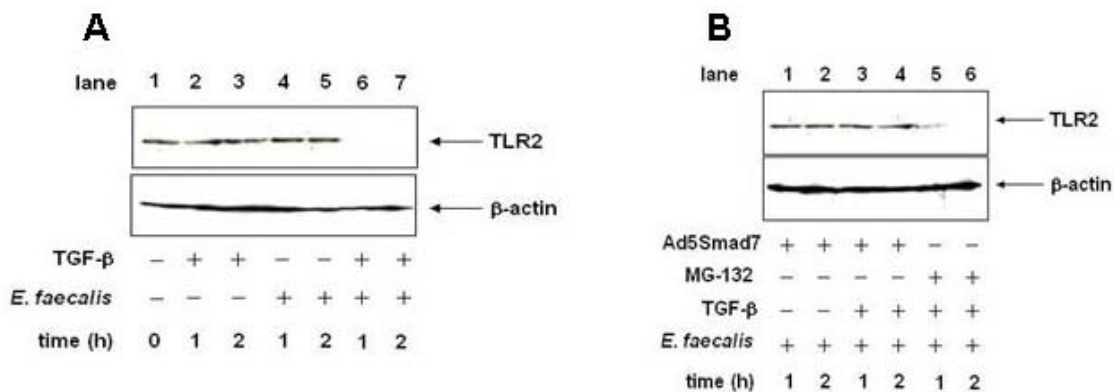 A
lane 1 2 3 4 5 6 7
TLR2
β-actin
TGF-β – + + – – + +
E. faecalis – – – + + + +
time (h) 0 1 2 1 2 1 2
B
lane 1 2 3 4 5 6
TLR2
β-actin
Ad5Smad7 + + + + – –
MG-132 – – – – + +
TGF-β – – + + + +
E. faecalis + + + + + +
time (h) 1 2 1 2 1 2